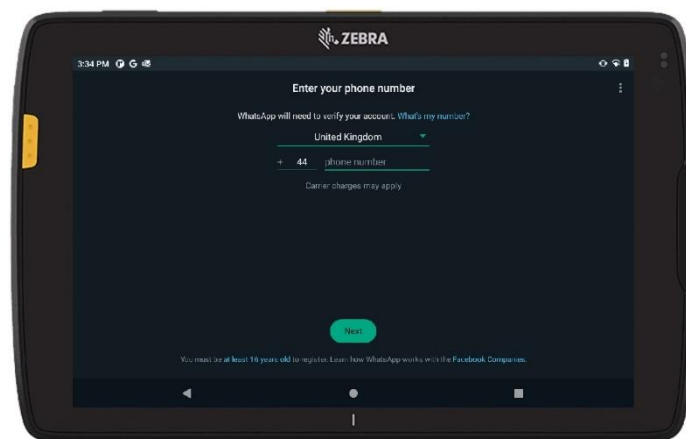 ZEBRA
3:34 PM
Enter your phone number
WhatsApp will need to verify your account. What's my number?
United Kingdom
+ 44 phone number
Carrier charges may apply
Next
You must be at least 16 years old to register. Learn how WhatsApp works with the Facebook Companies.